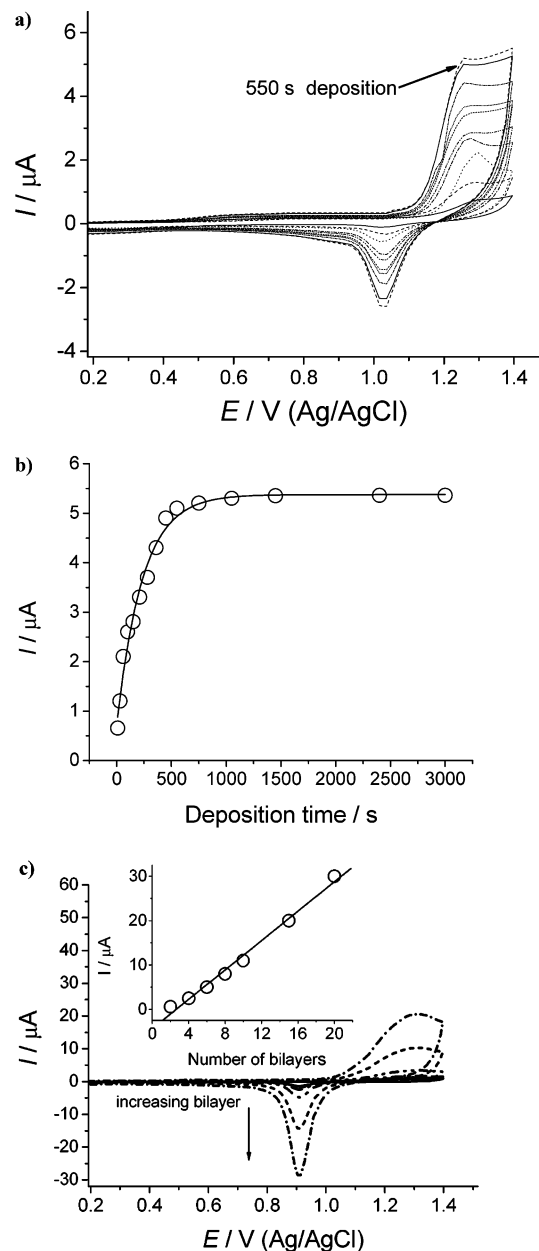 a)
6
4
2
0
-2
-4
I / µA
550 s deposition
0.2 0.4 0.6 0.8 1.0 1.2 1.4
E / V (Ag/AgCl)
b)
6
5
4
3
2
1
0
I / µA
0 500 1000 1500 2000 2500 3000
Deposition time / s
c)
60
50
40
30
20
10
0
-10
-20
-30
I / µA
30
20
10
0
I / µA
0 4 8 12 16 20
Number of bilayers
increasing bilayer
0.2 0.4 0.6 0.8 1.0 1.2 1.4
E / V (Ag/AgCl)